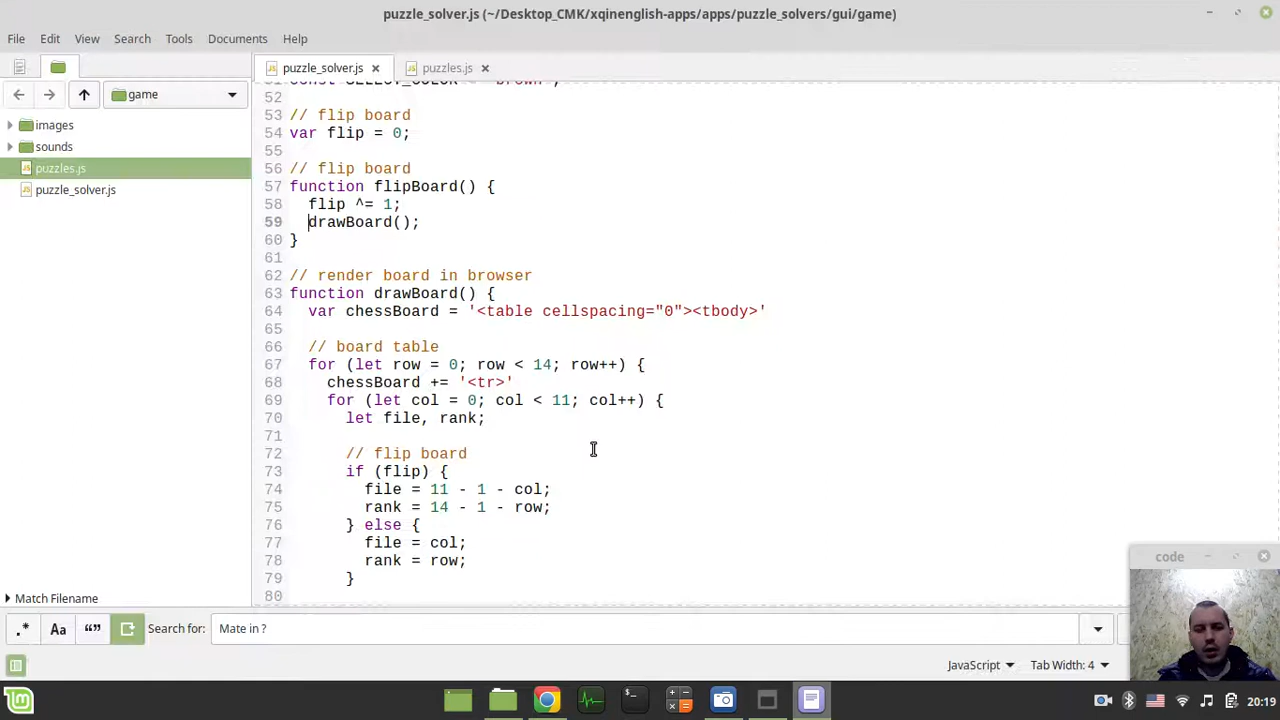 puzzle_solver.js (~/Desktop_CMK/xqinenglish-apps/apps/puzzle_solvers/gui/game)
File Edit View Search Tools Documents Help
puzzle_solver.js
puzzles.js
game
images
sounds
puzzles.js
puzzle_solver.js
52
53 // flip board
54 var flip = 0;
55
56 // flip board
57 function flipBoard() {
58 flip ^= 1;
59 drawBoard();
60 }
61
62 // render board in browser
63 function drawBoard() {
64 var chessBoard = '<table cellspacing="0"><tbody>'
65
66 // board table
67 for (let row = 0; row < 14; row++) {
68 chessBoard += '<tr>'
69 for (let col = 0; col < 11; col++) {
70 let file, rank;
71
72 // flip board
73 if (flip) {
74 file = 11 - 1 - col;
75 rank = 14 - 1 - row;
76 } else {
77 file = col;
78 rank = row;
79 }
80
code
Match Filename
.* Aa “” Search for: Mate in ?
JavaScript Tab Width: 4
20:19